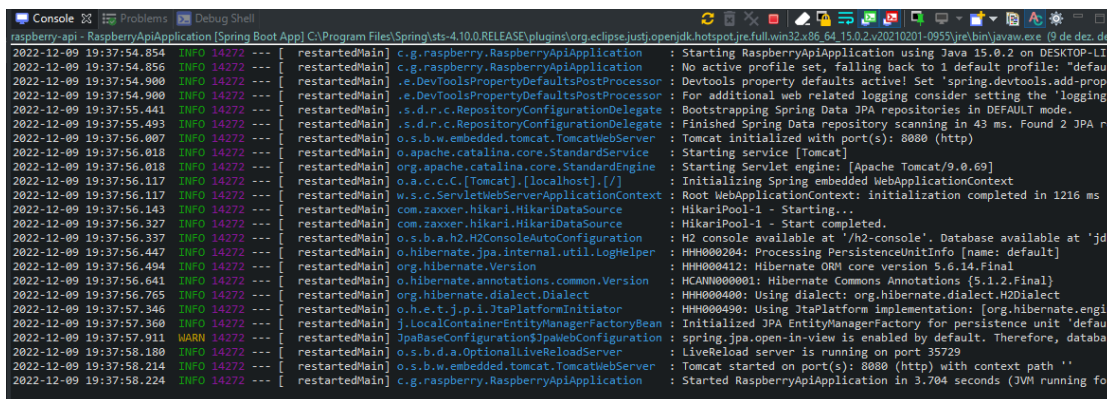 Console Problems Debug Shell
raspberry-api - RaspberryApiApplication [Spring Boot App] C:\Program Files\Spring\sts-4.10.0.RELEASE\plugins\org.eclipse.justj.openjdk.hotspot.jre.full.win32.x86_64_15.0.2.v20210201-0955\jre\bin\javaw.exe (9 de dez. de
2022-12-09 19:37:54.854 INFO 14272 --- [ restartedMain] c.g.raspberry.RaspberryApiApplication : Starting RaspberryApiApplication using Java 15.0.2 on DESKTOP-LI
2022-12-09 19:37:54.856 INFO 14272 --- [ restartedMain] c.g.raspberry.RaspberryApiApplication : No active profile set, falling back to 1 default profile: "defau
2022-12-09 19:37:54.900 INFO 14272 --- [ restartedMain] .e.DevToolsPropertyDefaultsPostProcessor : Devtools property defaults active! Set 'spring.devtools.add-prop
2022-12-09 19:37:54.900 INFO 14272 --- [ restartedMain] .e.DevToolsPropertyDefaultsPostProcessor : For additional web related logging consider setting the 'logging
2022-12-09 19:37:55.441 INFO 14272 --- [ restartedMain] .s.d.r.c.RepositoryConfigurationDelegate : Bootstrapping Spring Data JPA repositories in DEFAULT mode.
2022-12-09 19:37:55.493 INFO 14272 --- [ restartedMain] .s.d.r.c.RepositoryConfigurationDelegate : Finished Spring Data repository scanning in 43 ms. Found 2 JPA r
2022-12-09 19:37:56.007 INFO 14272 --- [ restartedMain] o.s.b.w.embedded.tomcat.TomcatWebServer : Tomcat initialized with port(s): 8080 (http)
2022-12-09 19:37:56.018 INFO 14272 --- [ restartedMain] o.apache.catalina.core.StandardService : Starting service [Tomcat]
2022-12-09 19:37:56.018 INFO 14272 --- [ restartedMain] org.apache.catalina.core.StandardEngine : Starting Servlet engine: [Apache Tomcat/9.0.69]
2022-12-09 19:37:56.117 INFO 14272 --- [ restartedMain] o.a.c.c.C.[Tomcat].[localhost].[/] : Initializing Spring embedded WebApplicationContext
2022-12-09 19:37:56.117 INFO 14272 --- [ restartedMain] w.s.c.ServletWebServerApplicationContext : Root WebApplicationContext: initialization completed in 1216 ms
2022-12-09 19:37:56.143 INFO 14272 --- [ restartedMain] com.zaxxer.hikari.HikariDataSource : HikariPool-1 - Starting...
2022-12-09 19:37:56.327 INFO 14272 --- [ restartedMain] com.zaxxer.hikari.HikariDataSource : HikariPool-1 - Start completed.
2022-12-09 19:37:56.337 INFO 14272 --- [ restartedMain] o.s.b.a.h2.H2ConsoleAutoConfiguration : H2 console available at '/h2-console'. Database available at 'jd
2022-12-09 19:37:56.447 INFO 14272 --- [ restartedMain] o.hibernate.jpa.internal.util.LogHelper : HHH000204: Processing PersistenceUnitInfo [name: default]
2022-12-09 19:37:56.494 INFO 14272 --- [ restartedMain] org.hibernate.Version : HHH000412: Hibernate ORM core version 5.6.14.Final
2022-12-09 19:37:56.641 INFO 14272 --- [ restartedMain] o.hibernate.annotations.common.Version : HCANN000001: Hibernate Commons Annotations {5.1.2.Final}
2022-12-09 19:37:56.765 INFO 14272 --- [ restartedMain] org.hibernate.dialect.Dialect : HHH000400: Using dialect: org.hibernate.dialect.H2Dialect
2022-12-09 19:37:57.346 INFO 14272 --- [ restartedMain] o.h.e.t.j.p.i.JtaPlatformInitiator : HHH000490: Using JtaPlatform implementation: [org.hibernate.engi
2022-12-09 19:37:57.360 INFO 14272 --- [ restartedMain] j.LocalContainerEntityManagerFactoryBean : Initialized JPA EntityManagerFactory for persistence unit 'defau
2022-12-09 19:37:57.911 WARN 14272 --- [ restartedMain] JpaBaseConfiguration$JpaWebConfiguration : spring.jpa.open-in-view is enabled by default. Therefore, databa
2022-12-09 19:37:58.180 INFO 14272 --- [ restartedMain] o.s.b.d.a.OptionalLiveReloadServer : LiveReload server is running on port 35729
2022-12-09 19:37:58.214 INFO 14272 --- [ restartedMain] o.s.b.w.embedded.tomcat.TomcatWebServer : Tomcat started on port(s): 8080 (http) with context path ''
2022-12-09 19:37:58.224 INFO 14272 --- [ restartedMain] c.g.raspberry.RaspberryApiApplication : Started RaspberryApiApplication in 3.704 seconds (JVM running fo